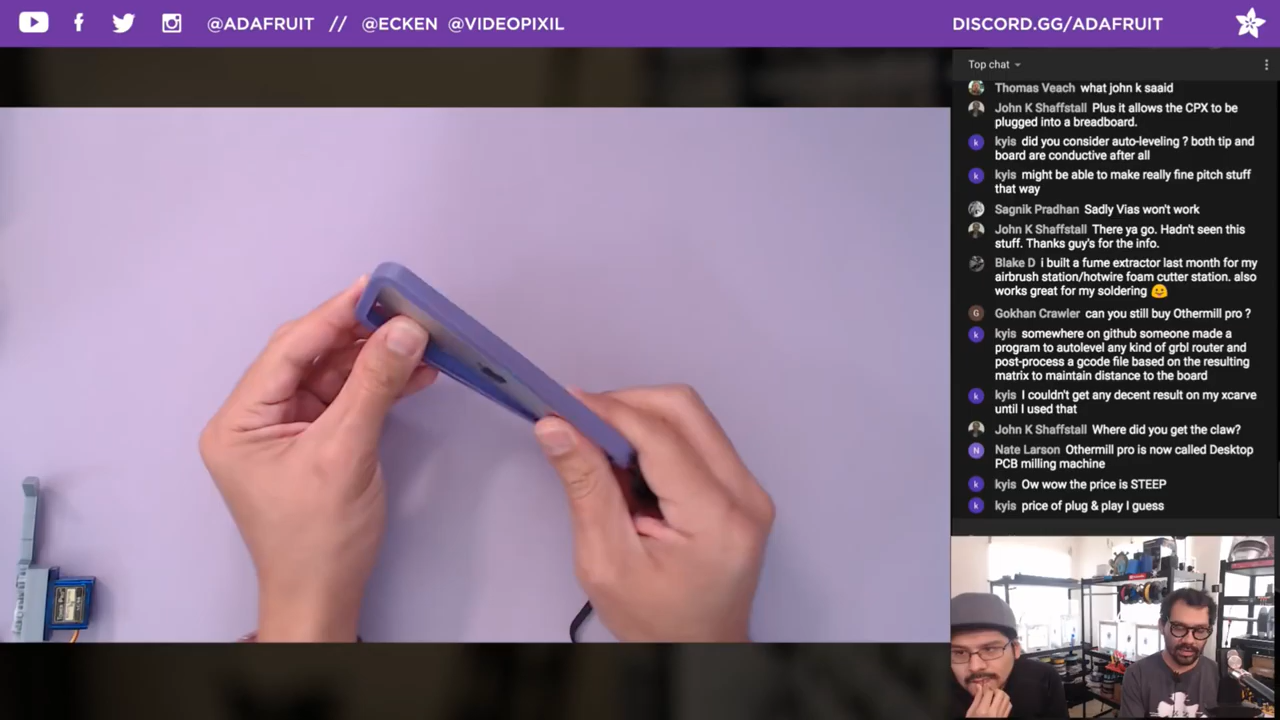 @ADAFRUIT // @ECKEN @VIDEOPIXIL
DISCORD.GG/ADAFRUIT
Top chat
Thomas Veach what john k saaid
John K Shaffstall Plus it allows the CPX to be
plugged into a breadboard.
kyis did you consider auto-leveling ? both tip and
board are conductive after all
kyis might be able to make really fine pitch stuff
that way
Sagnik Pradhan Sadly Vias won't work
John K Shaffstall There ya go. Hadn't seen this
stuff. Thanks guy's for the info.
Blake D i built a fume extractor last month for my
airbrush station/hotwire foam cutter station. also
works great for my soldering
G Gokhan Crawler can you still buy Othermill pro ?
k kyis somewhere on github someone made a
program to autolevel any kind of grbl router and
post-process a gcode file based on the resulting
matrix to maintain distance to the board
k kyis I couldn't get any decent result on my xcarve
until I used that
John K Shaffstall Where did you get the claw?
N Nate Larson Othermill pro is now called Desktop
PCB milling machine
k kyis Ow wow the price is STEEP
k kyis price of plug & play I guess